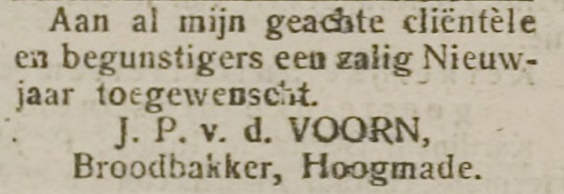 Aan al mijn geachte cliëntèle
en begunstigers een zalig Nieuw-
jaar toegewenscht.
J. P. v. d. VOORN,
Broodbakker, Hoogmade.